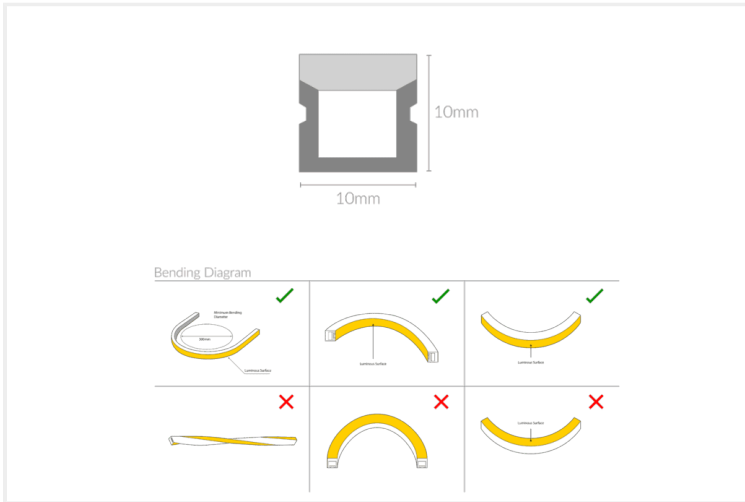 10mm
10mm
Bending Diagram
Minimum Bending
Diameter
Luminous Surface
Luminous Surface
Luminous Surface
Luminous Surface